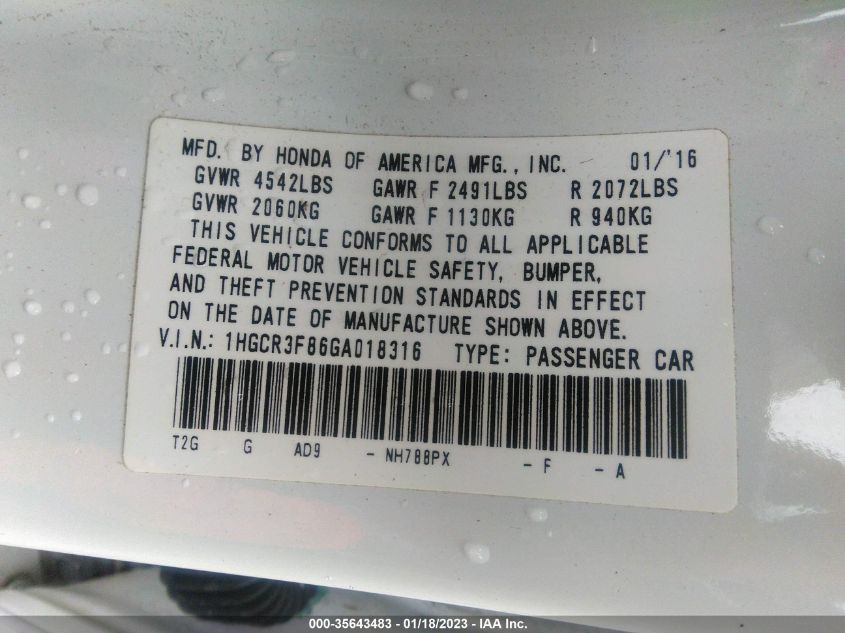 MFD. BY HONDA OF AMERICA MFG., INC. 01/'16
GVWR 4542LBS GAWR F 2491LBS R 2072LBS
GVWR 2060KG GAWR F 1130KG R 940KG
THIS VEHICLE CONFORMS TO ALL APPLICABLE
FEDERAL MOTOR VEHICLE SAFETY, BUMPER,
AND THEFT PREVENTION STANDARDS IN EFFECT
ON THE DATE OF MANUFACTURE SHOWN ABOVE.
V.I.N.: 1HGCR3F86GA018316 TYPE: PASSENGER CAR
T2G G AD9 - NH788PX - F - A
000-35643483 - 01/18/2023 - IAA Inc.